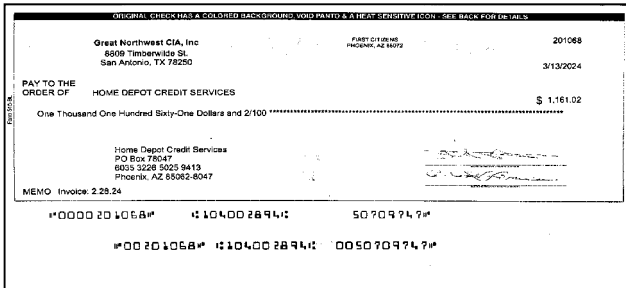 ORIGINAL CHECK HAS A COLORED BACKGROUND, VOID PANTO & A HEAT SENSITIVE ICON - SEE BACK FOR DETAILS
Great Northwest CIA, Inc
FIRST CITIZENS
201068
8809 Timberwilde St.
PHOENIX, AZ 85072
San Antonio, TX 78250
3/13/2024
PAY TO THE
ORDER OF HOME DEPOT CREDIT SERVICES
$ 1,161.02
One Thousand One Hundred Sixty-One Dollars and 2/100
Home Depot Credit Services
PO Box 78047
6035 3226 5025 9413
Phoenix, AZ 85062-8047
MEMO Invoice: 2.28.24
⑈0000201068⑈ ⑆104002894⑆ 50709747⑈
⑈00201068⑈ ⑆104002894⑆ 0050709747⑈